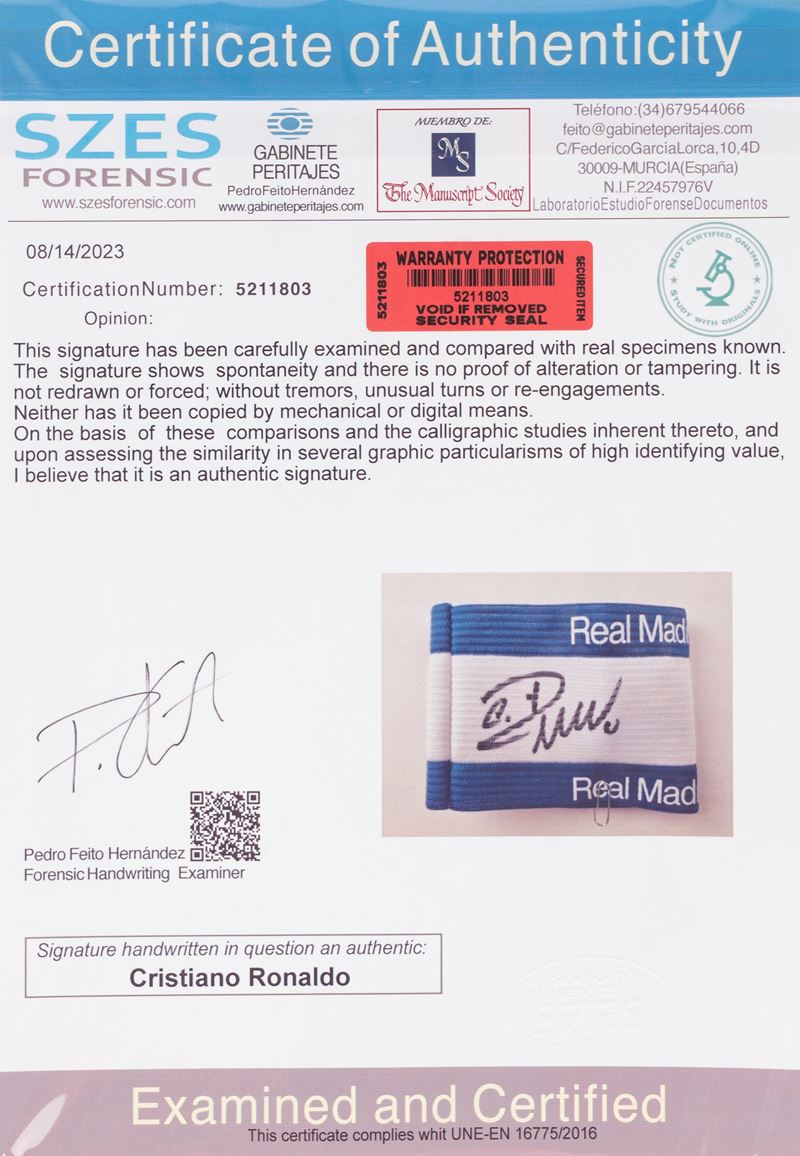 Certificate of Authenticity
SZES
FORENSIC
www.szesforensic.com
GABINETE
PERITAJES
PedroFeitoHernández
www.gabineteperitajes.com
MIEMBRO DE:
MS
The Manuscript Society
Teléfono:(34)679544066
feito@gabineteperitajes.com
C/FedericoGarcíaLorca,10,4D
30009-MURCIA(España)
N.I.F.22457976V
LaboratorioEstudioForenseDocumentos
08/14/2023
CertificationNumber: 5211803
Opinion:
5211803
WARRANTY PROTECTION
5211803
VOID IF REMOVED
SECURITY SEAL
SECURED ITEM
NOT CERTIFIED ONLINE
STUDY WITH ORIGINALS
This signature has been carefully examined and compared with real specimens known.
The signature shows spontaneity and there is no proof of alteration or tampering. It is
not redrawn or forced; without tremors, unusual turns or re-engagements.
Neither has it been copied by mechanical or digital means.
On the basis of these comparisons and the calligraphic studies inherent thereto, and
upon assessing the similarity in several graphic particularisms of high identifying value,
I believe that it is an authentic signature.
Real Mad
Real Mad
Pedro Feito Hernández
Forensic Handwriting Examiner
Signature handwritten in question an authentic:
Cristiano Ronaldo
AUTHENTICATION
SERVICE
SZES
Examined and Certified
This certificate complies whit UNE-EN 16775/2016